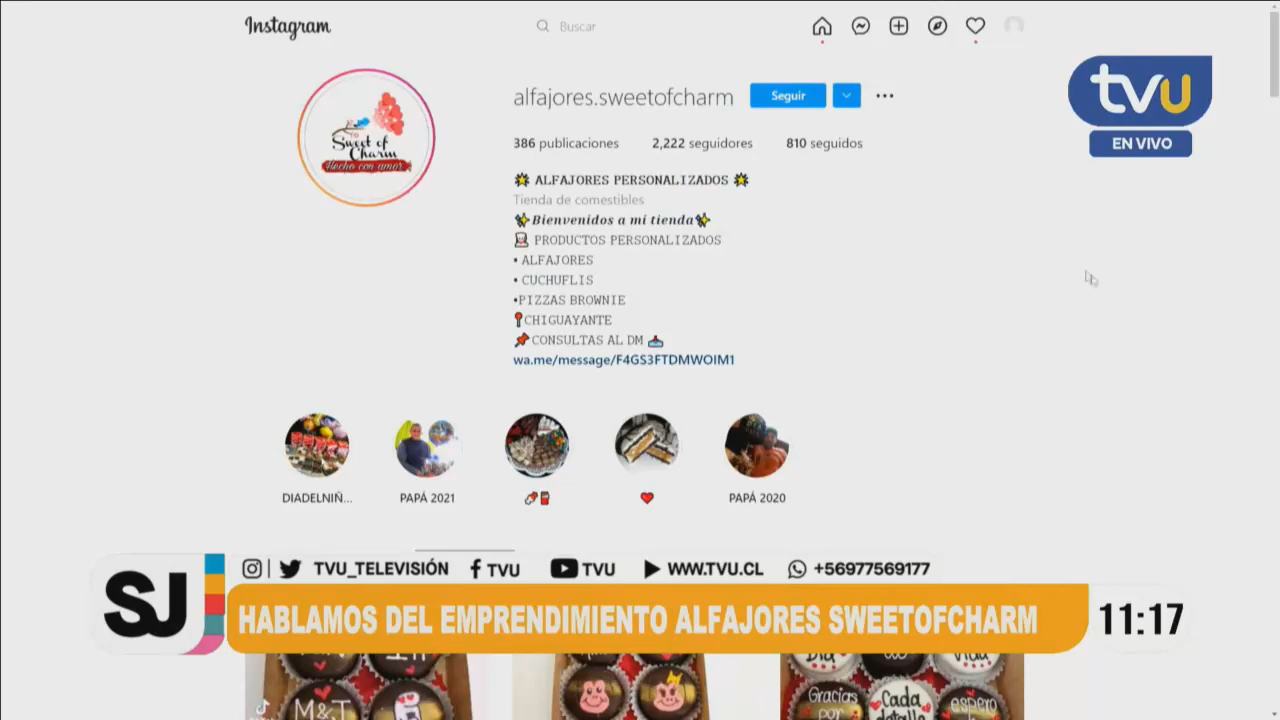 Instagram
Buscar
tvu
EN VIVO
alfajores.sweetofcharm
Seguir
386 publicaciones
2,222 seguidores
810 seguidos
Sweet of
Charm
Hecho con amor
ALFAJORES PERSONALIZADOS
Tienda de comestibles
Bienvenidos a mi tienda
PRODUCTOS PERSONALIZADOS
• ALFAJORES
• CUCHUFLIS
•PIZZAS BROWNIE
CHIGUAYANTE
CONSULTAS AL DM
wa.me/message/F4GS3FTDMWOIM1
DIADELNIÑ...
PAPÁ 2021
PAPÁ 2020
TVU_TELEVISIÓN
TVU
TVU
WW.TVU.CL
+56977569177
SJ
HABLAMOS DEL EMPRENDIMIENTO ALFAJORES SWEETOFCHARM
11:17
M&T
Gracias
por
Cada
detalle
espero